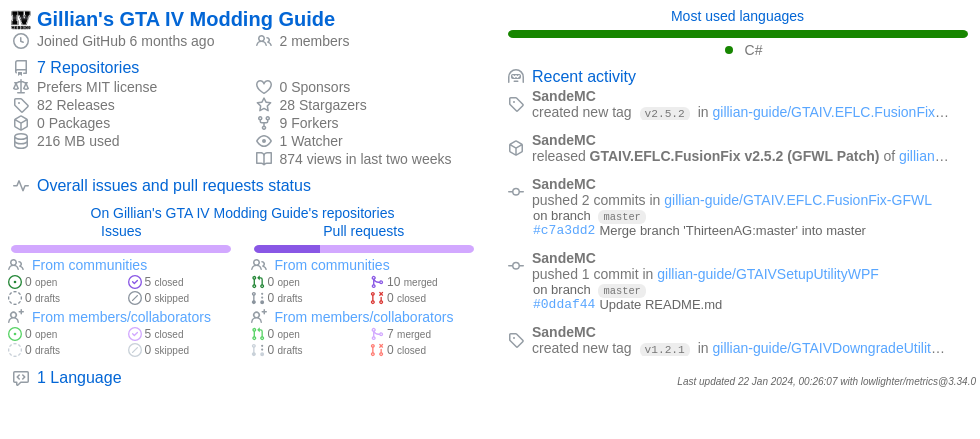 Gillian's GTA IV Modding Guide
Joined GitHub 6 months ago
2 members
7 Repositories
Prefers MIT license
82 Releases
0 Packages
216 MB used
0 Sponsors
28 Stargazers
9 Forkers
1 Watcher
874 views in last two weeks
Overall issues and pull requests status
On Gillian's GTA IV Modding Guide's repositories
Issues
From communities
0 open
5 closed
0 drafts
0 skipped
From members/collaborators
0 open
5 closed
0 drafts
0 skipped
Pull requests
From communities
0 open
10 merged
0 drafts
0 closed
From members/collaborators
0 open
7 merged
0 drafts
0 closed
1 Language
Most used languages
C#
Recent activity
SandeMC
created new tag v2.5.2 in gillian-guide/GTAIV.EFLC.FusionFix…
SandeMC
released GTAIV.EFLC.FusionFix v2.5.2 (GFWL Patch) of gillian…
SandeMC
pushed 2 commits in gillian-guide/GTAIV.EFLC.FusionFix-GFWL
on branch master
#c7a3dd2 Merge branch 'ThirteenAG:master' into master
SandeMC
pushed 1 commit in gillian-guide/GTAIVSetupUtilityWPF
on branch master
#0ddaf44 Update README.md
SandeMC
created new tag v1.2.1 in gillian-guide/GTAIVDowngradeUtilit…
Last updated 22 Jan 2024, 00:26:07 with lowlighter/metrics@3.34.0